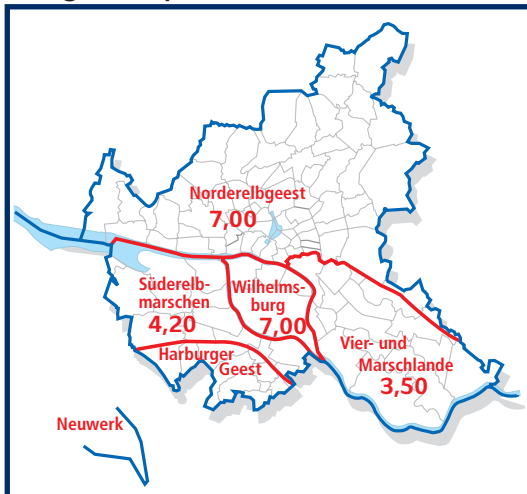 Norderelbgeest
7,00
Süderelb-
marschen
4,20
Wilhelms-
burg
7,00
Harburger
Geest
Vier- und
Marschlande
3,50
Neuwerk